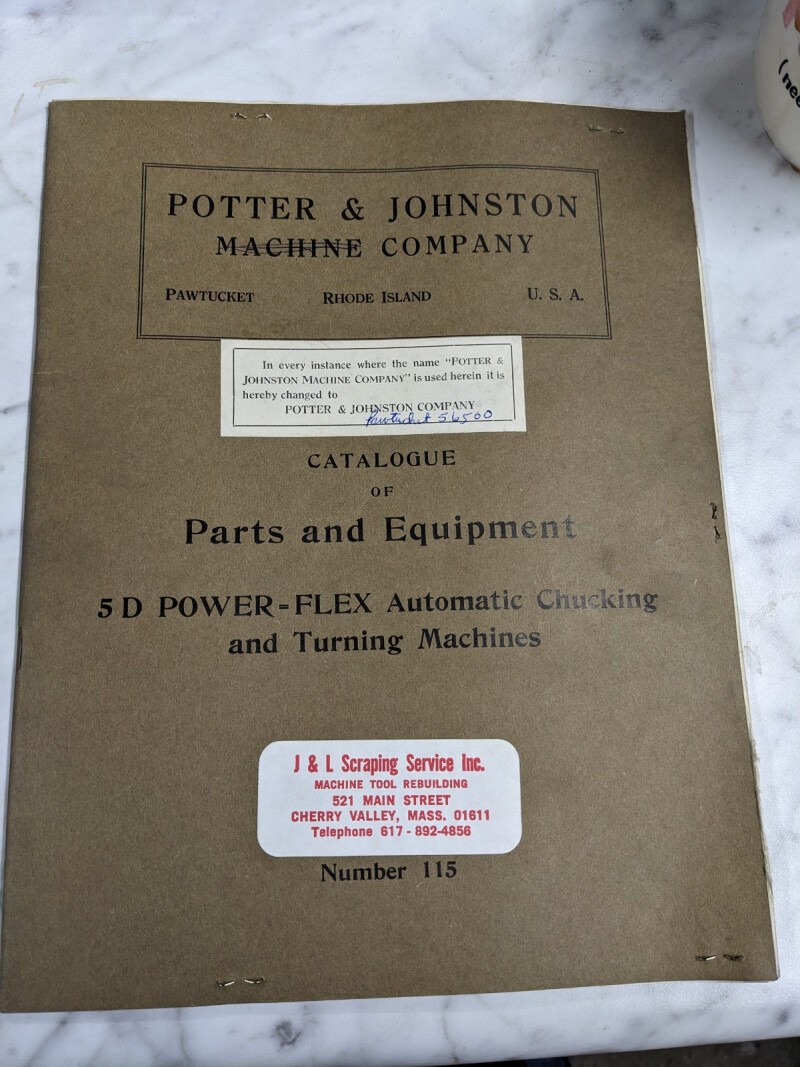 (nee
POTTER & JOHNSTON
MACHINE COMPANY
PAWTUCKET RHODE ISLAND U. S. A.
In every instance where the name "POTTER &
JOHNSTON MACHINE COMPANY" is used herein it is
hereby changed to
POTTER & JOHNSTON COMPANY
Pawtucket 56500
CATALOGUE
OF
Parts and Equipment
5 D POWER-FLEX Automatic Chucking
and Turning Machines
J & L Scraping Service Inc.
MACHINE TOOL REBUILDING
521 MAIN STREET
CHERRY VALLEY, MASS. 01611
Telephone 617-892-4856
Number 115